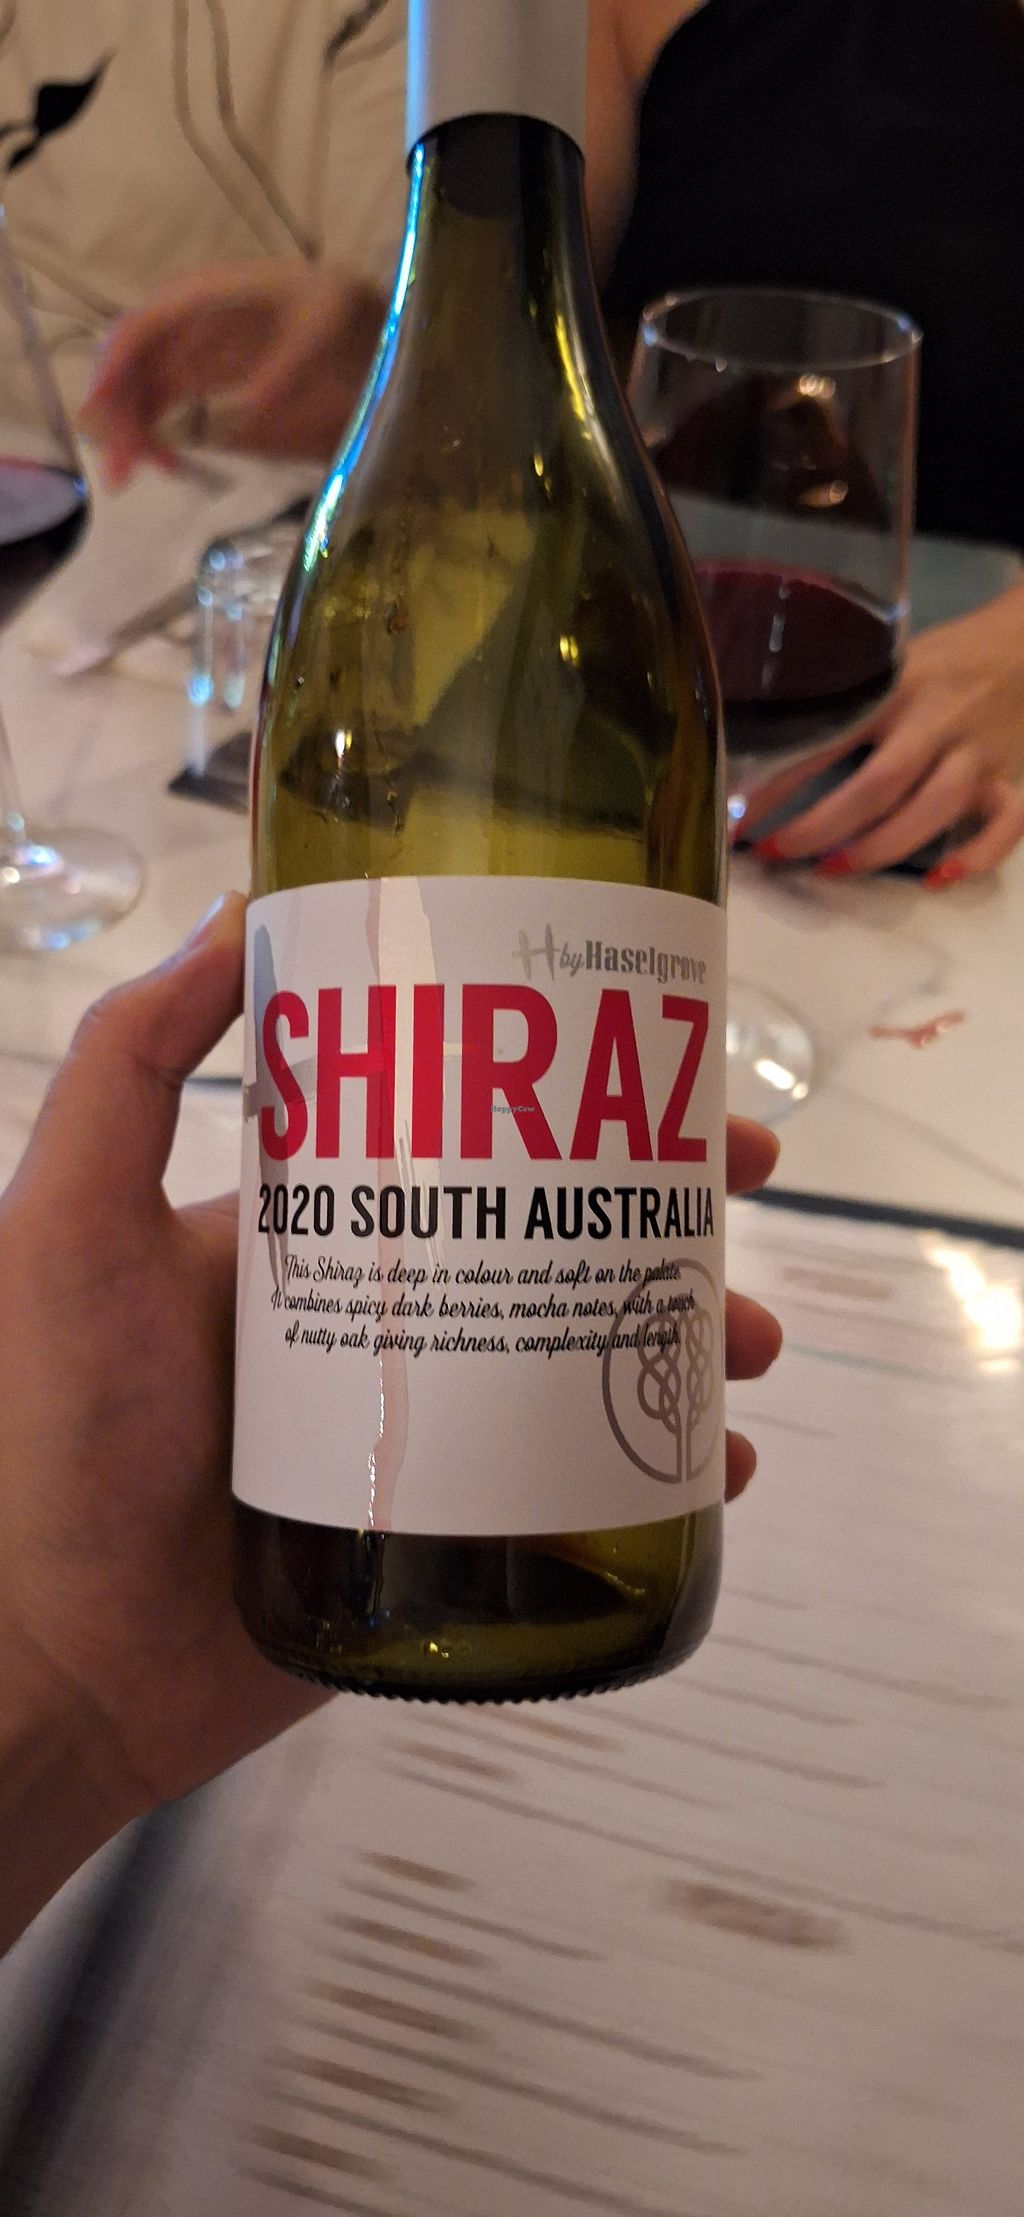 H by Haselgrove
SHIRAZ
HappyCow
2020 SOUTH AUSTRALIA
This Shiraz is deep in colour and soft on the palate.
It combines spicy dark berries, mocha notes, with a touch
of nutty oak giving richness, complexity and length.